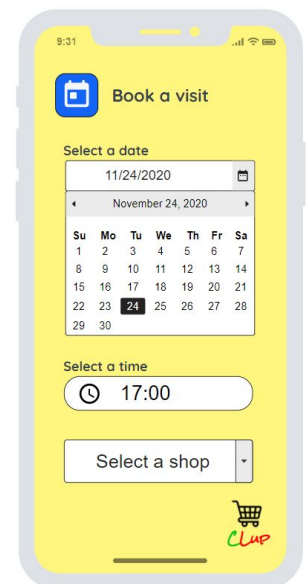 9:31
Book a visit
Select a date
11/24/2020
November 24, 2020
Su Mo Tu We Th Fr Sa
1 2 3 4 5 6 7
8 9 10 11 12 13 14
15 16 17 18 19 20 21
22 23 24 25 26 27 28
29 30
Select a time
17:00
Select a shop
CLup